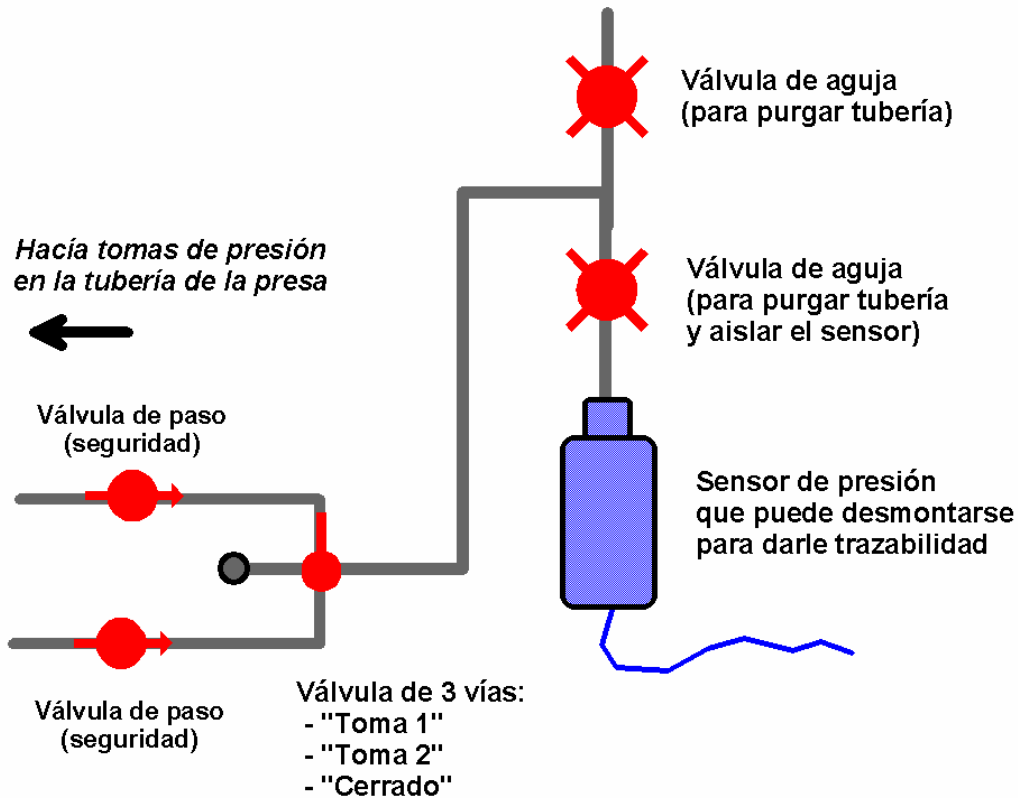 Válvula de aguja
(para purgar tubería)
Hacía tomas de presión
en la tubería de la presa
Válvula de aguja
(para purgar tubería
y aislar el sensor)
Válvula de paso
(seguridad)
Sensor de presión
que puede desmontarse
para darle trazabilidad
Válvula de paso
(seguridad)
Válvula de 3 vías:
- "Toma 1"
- "Toma 2"
- "Cerrado"